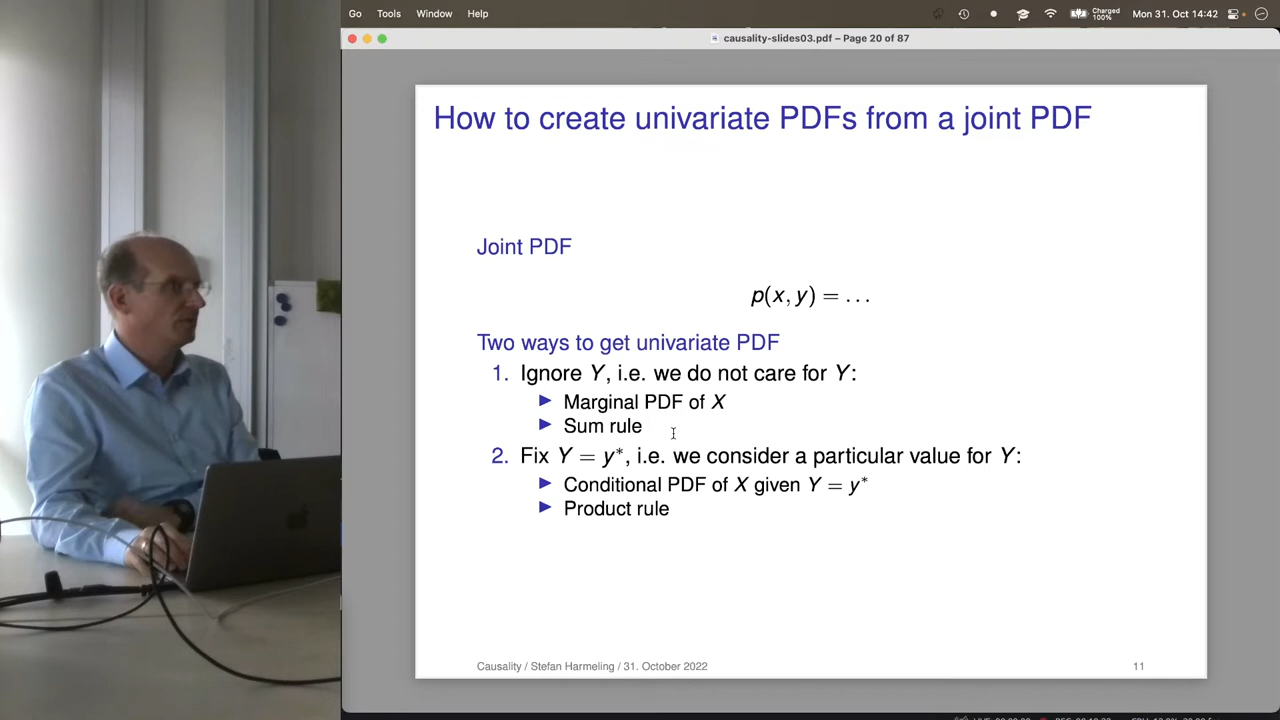 Go Tools Window Help Charged 100% Mon 31. Oct 14:42
causality-slides03.pdf – Page 20 of 87
How to create univariate PDFs from a joint PDF
Joint PDF
p(x, y) = . . .
Two ways to get univariate PDF
1. Ignore Y, i.e. we do not care for Y:
▶ Marginal PDF of X
▶ Sum rule
2. Fix Y = y*, i.e. we consider a particular value for Y:
▶ Conditional PDF of X given Y = y*
▶ Product rule
Causality / Stefan Harmeling / 31. October 2022 11